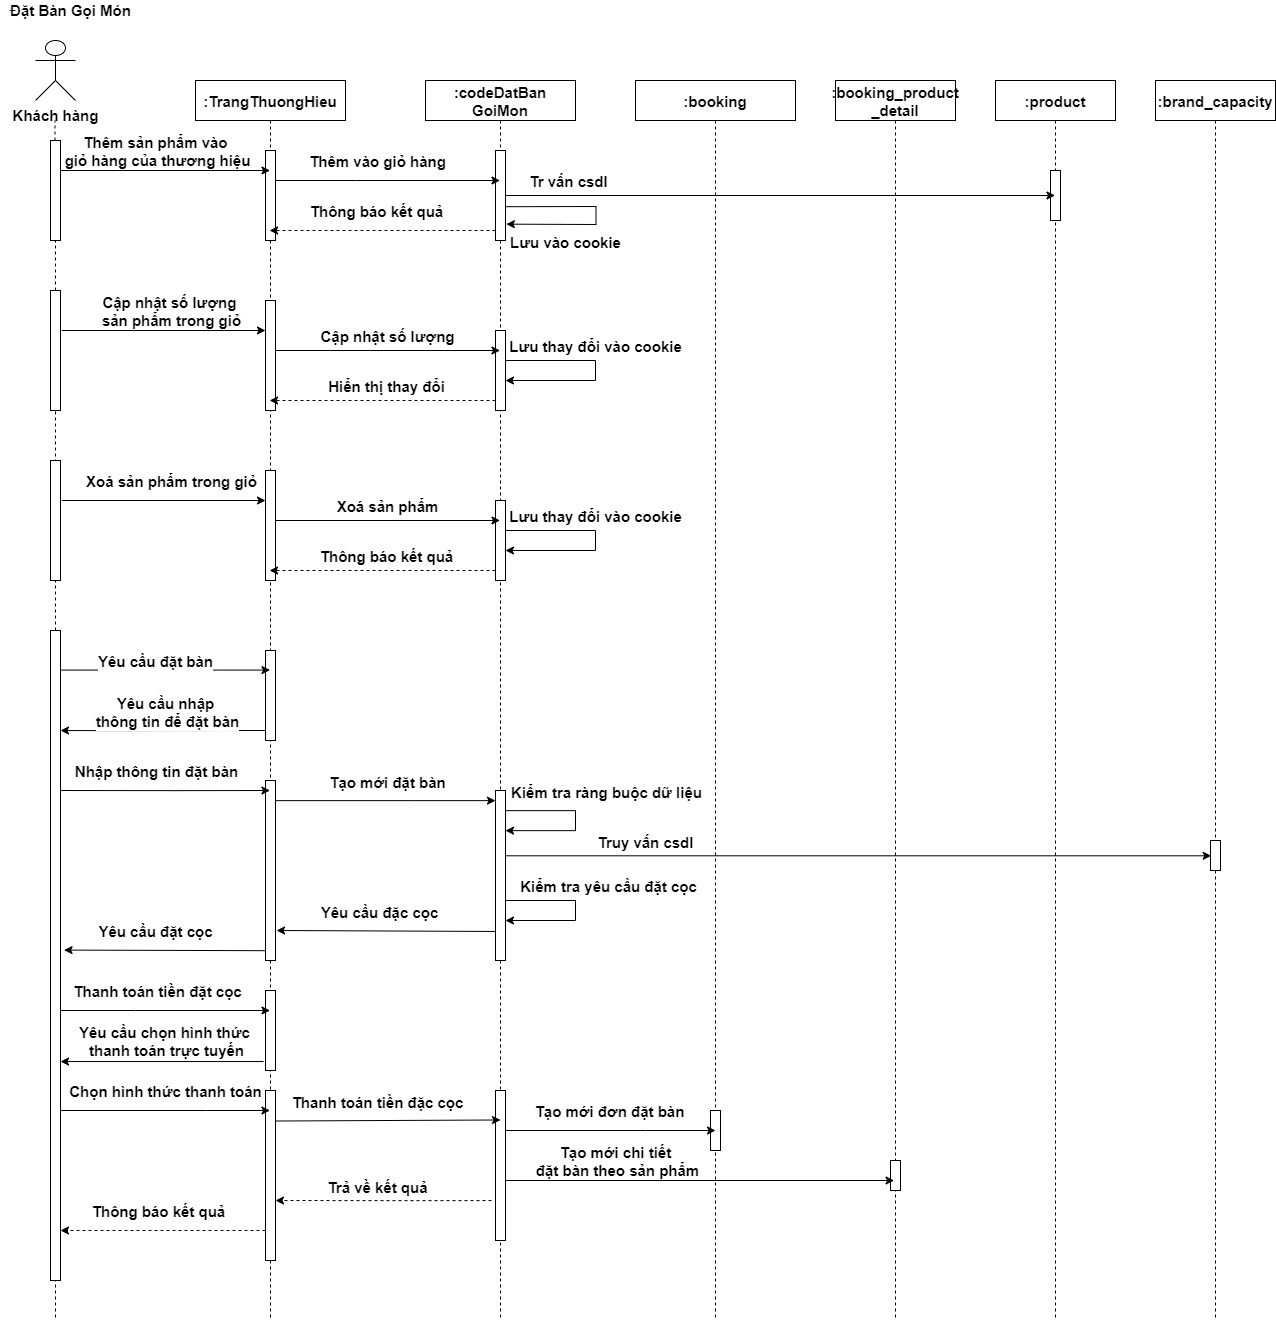 Đặt Bàn Gọi Món
Khách hàng
:TrangThuongHieu
:codeDatBan
GoiMon
:booking
:booking_product
_detail
:product
:brand_capacity
Thêm sản phẩm vào
giỏ hàng của thương hiệu
Thêm vào giỏ hàng
Tr vấn csdl
Thông báo kết quả
Lưu vào cookie
Cập nhật số lượng
sản phẩm trong giỏ
Cập nhật số lượng
Lưu thay đổi vào cookie
Hiển thị thay đổi
Xoá sản phẩm trong giỏ
Xoá sản phẩm
Lưu thay đổi vào cookie
Thông báo kết quả
Yêu cầu đặt bàn
Yêu cầu nhập
thông tin để đặt bàn
Nhập thông tin đặt bàn
Tạo mới đặt bàn
Kiểm tra ràng buộc dữ liệu
Truy vấn csdl
Kiểm tra yêu cầu đặt cọc
Yêu cầu đặc cọc
Yêu cầu đặt cọc
Thanh toán tiền đặt cọc
Yêu cầu chọn hình thức
thanh toán trực tuyến
Chọn hình thức thanh toán
Thanh toán tiền đặc cọc
Tạo mới đơn đặt bàn
Tạo mới chi tiết
đặt bàn theo sản phẩm
Trả về kết quả
Thông báo kết quả